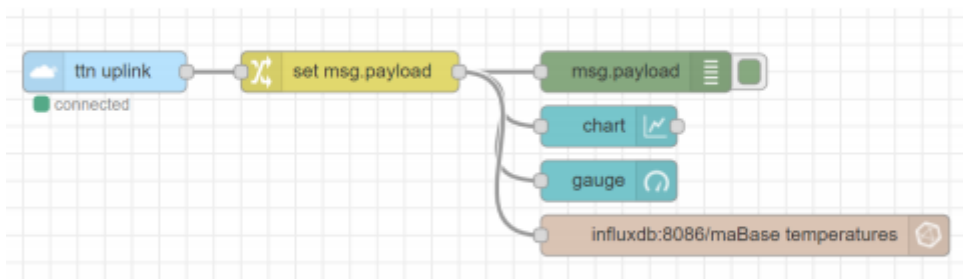 ttn uplink
connected
set msg.payload
msg.payload
chart
gauge
influxdb:8086/maBase temperatures